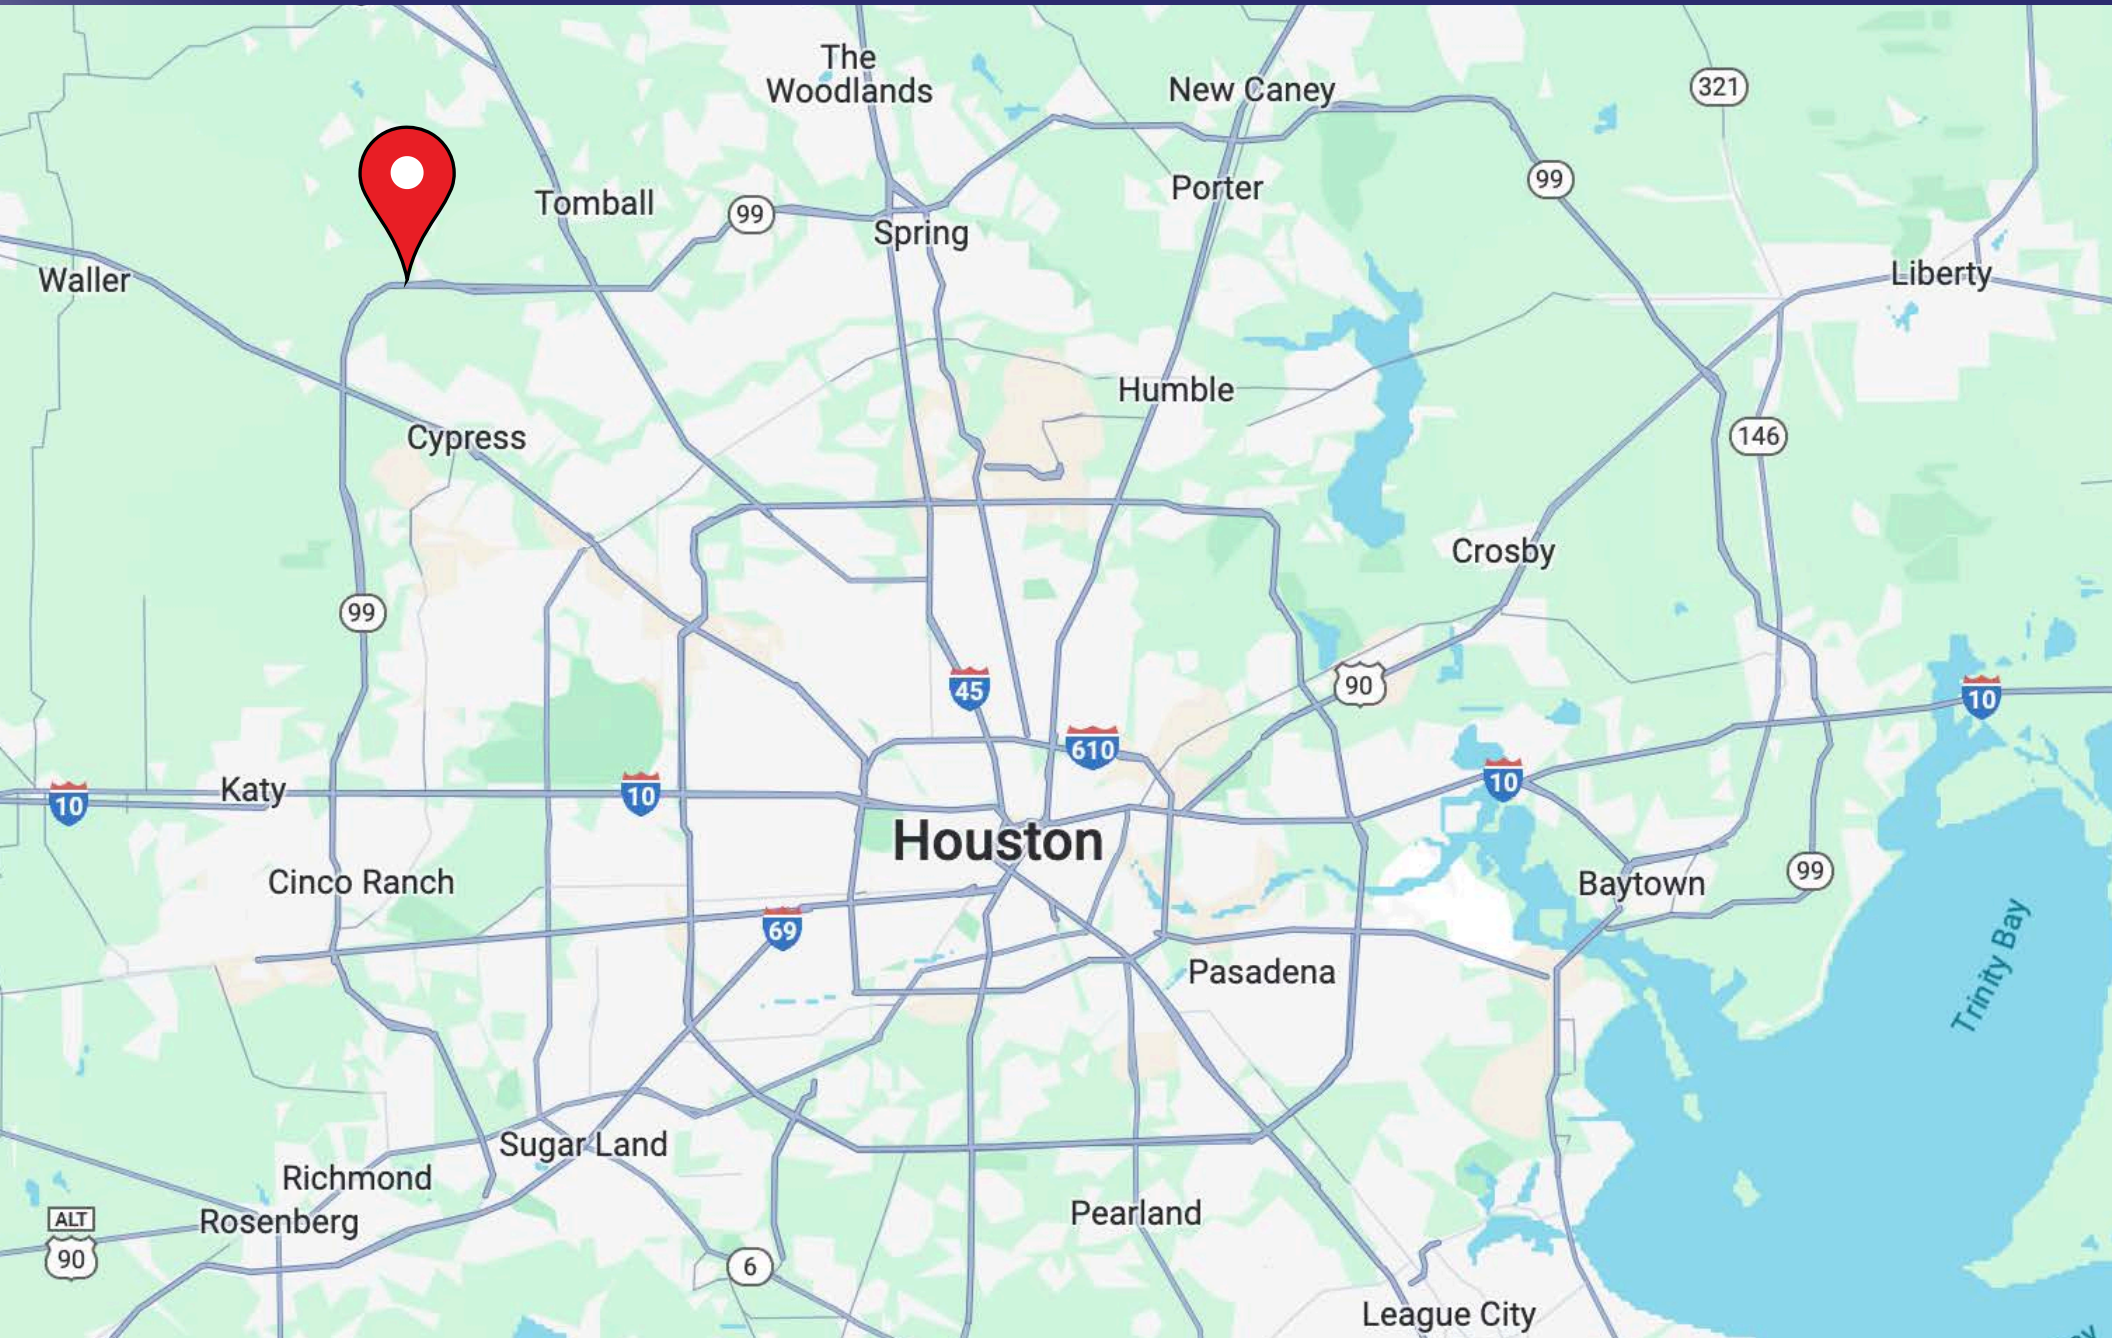 The
Woodlands
New Caney
321
99
Porter
Tomball
99
Spring
Waller
Liberty
Humble
Cypress
146
Crosby
99
45
90
10
610
10
Katy
10
10
Houston
Cinco Ranch
99
Baytown
69
Pasadena
Trinity Bay
Sugar Land
Richmond
ALT
90
Rosenberg
Pearland
6
League City